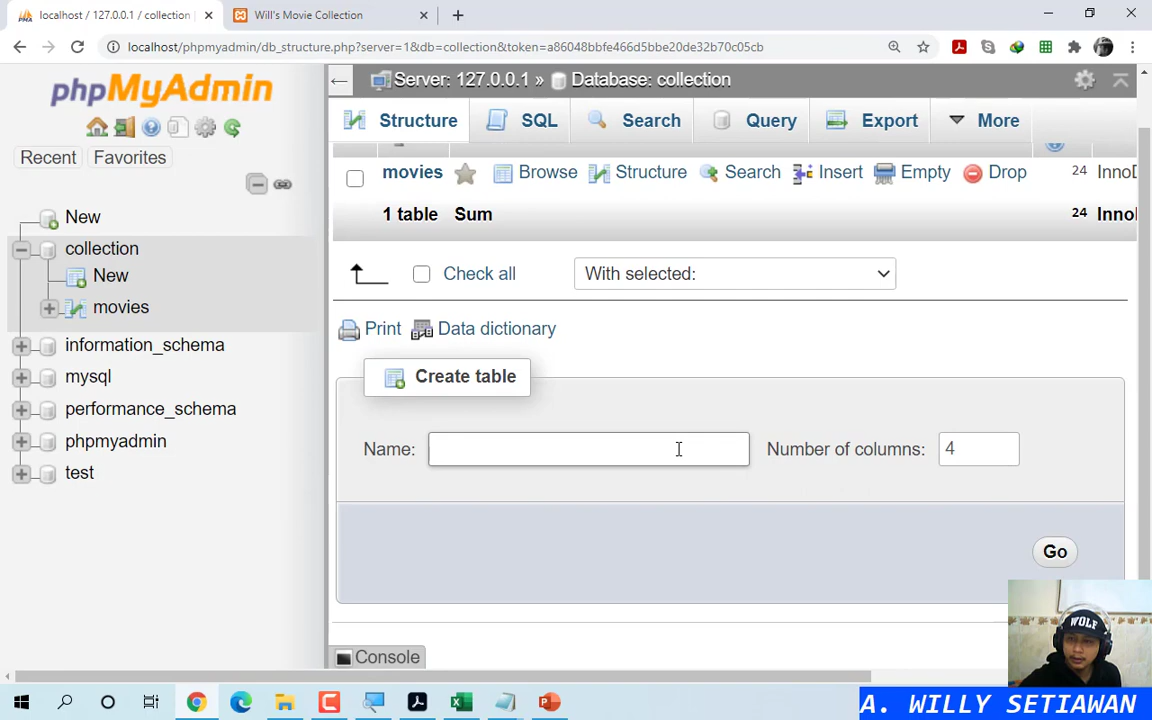 localhost / 127.0.0.1 / collection
Will's Movie Collection
localhost/phpmyadmin/db_structure.php?server=1&db=collection&token=a86048bbfe466d5bbe20de32b70c05cb
phpMyAdmin
Recent
Favorites
New
collection
New
movies
information_schema
mysql
performance_schema
phpmyadmin
test
Server: 127.0.0.1 » Database: collection
Structure
SQL
Search
Query
Export
More
movies
Browse
Structure
Search
Insert
Empty
Drop
24
1 table
Sum
24
Check all
With selected:
Print
Data dictionary
Create table
Name:
Number of columns:
4
Go
Console
WOLF
A. WILLY SETIAWAN